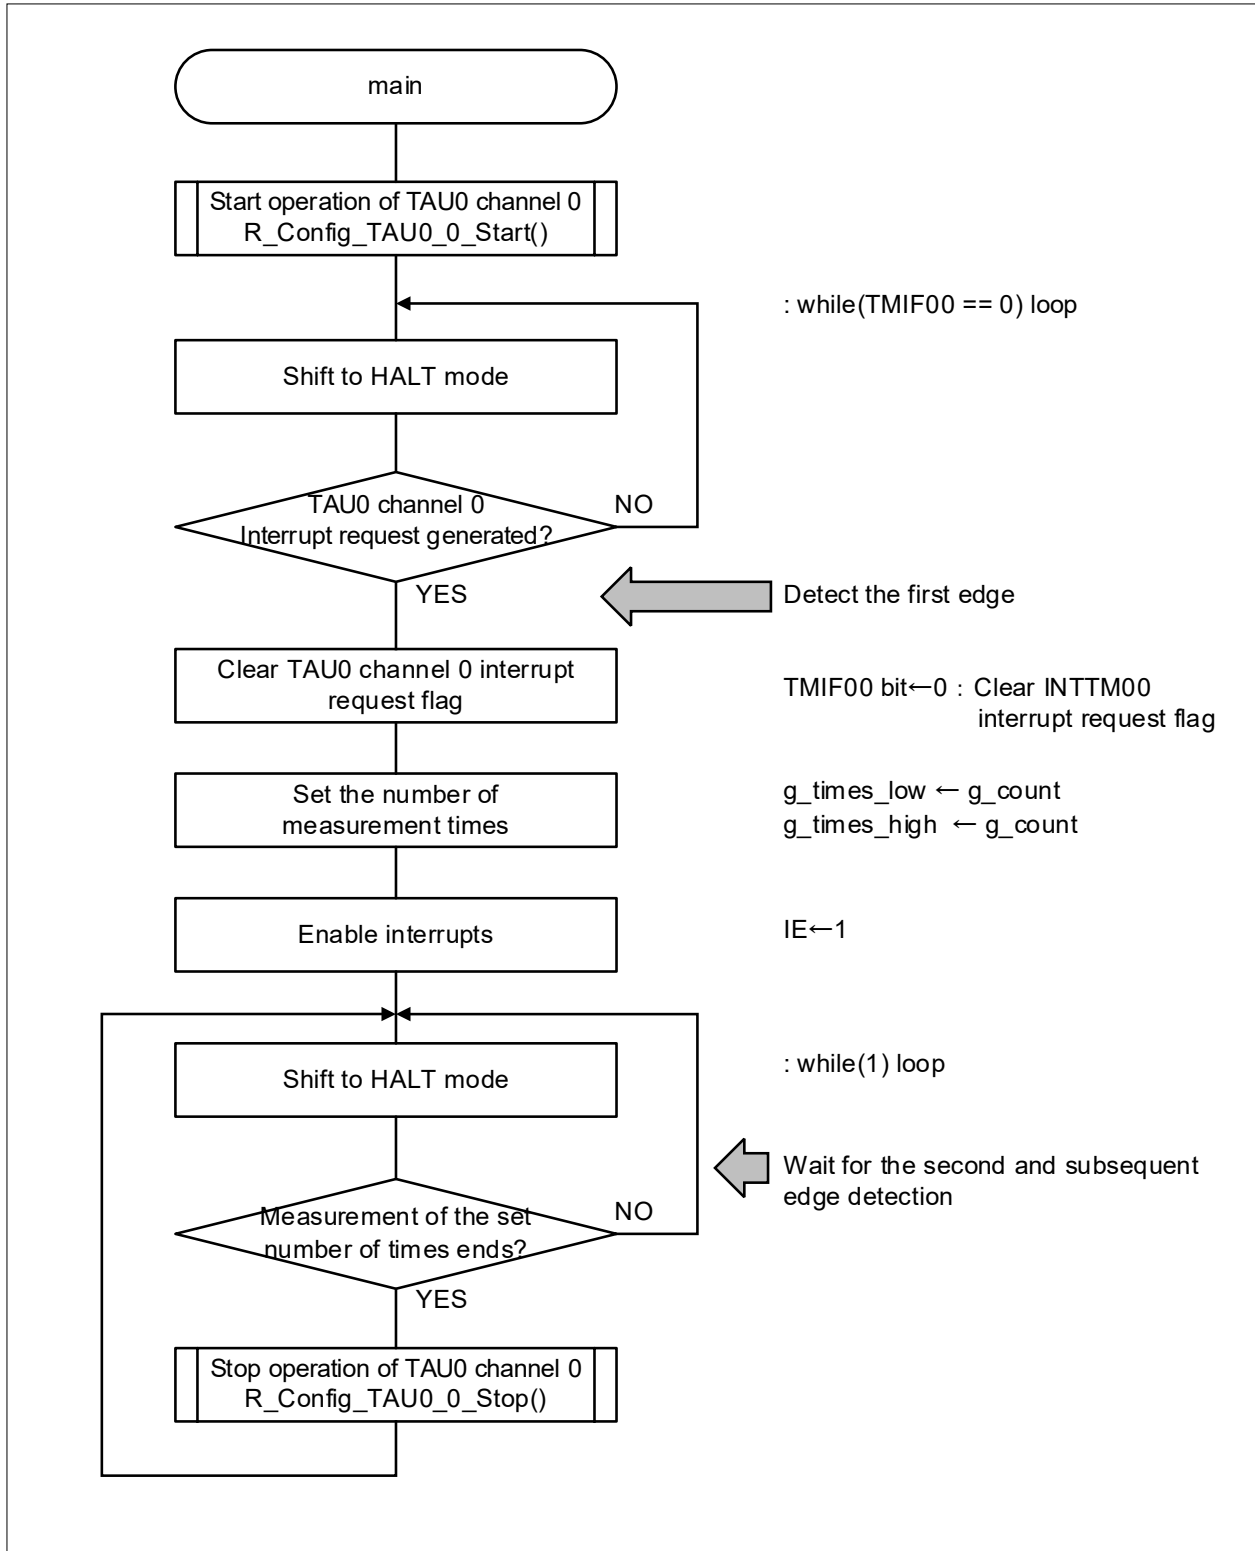 main
Start operation of TAU0 channel 0
R_Config_TAU0_0_Start()
: while(TMIF00 == 0) loop
Shift to HALT mode
TAU0 channel 0
Interrupt request generated?
NO
YES
Detect the first edge
Clear TAU0 channel 0 interrupt
request flag
TMIF00 bit←0 : Clear INTTM00
interrupt request flag
Set the number of
measurement times
g_times_low ← g_count
g_times_high ← g_count
Enable interrupts
IE←1
Shift to HALT mode
: while(1) loop
Wait for the second and subsequent
edge detection
Measurement of the set
number of times ends?
NO
YES
Stop operation of TAU0 channel 0
R_Config_TAU0_0_Stop()